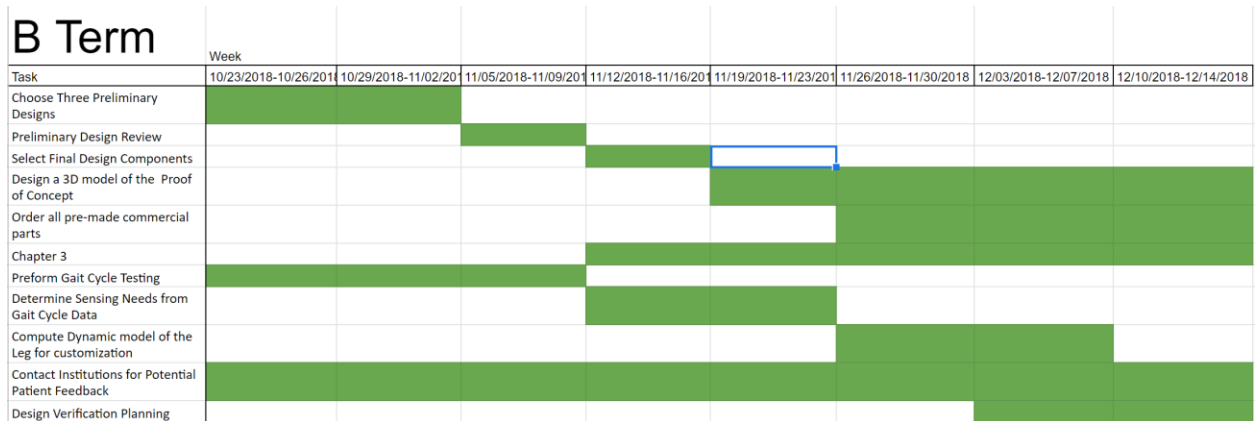 B Term
Week
Task 10/23/2018-10/26/2018 10/29/2018-11/02/201 11/05/2018-11/09/201 11/12/2018-11/16/201 11/19/2018-11/23/201 11/26/2018-11/30/2018 12/03/2018-12/07/2018 12/10/2018-12/14/2018
Choose Three Preliminary
Designs
Preliminary Design Review
Select Final Design Components
Design a 3D model of the Proof
of Concept
Order all pre-made commercial
parts
Chapter 3
Preform Gait Cycle Testing
Determine Sensing Needs from
Gait Cycle Data
Compute Dynamic model of the
Leg for customization
Contact Institutions for Potential
Patient Feedback
Design Verification Planning